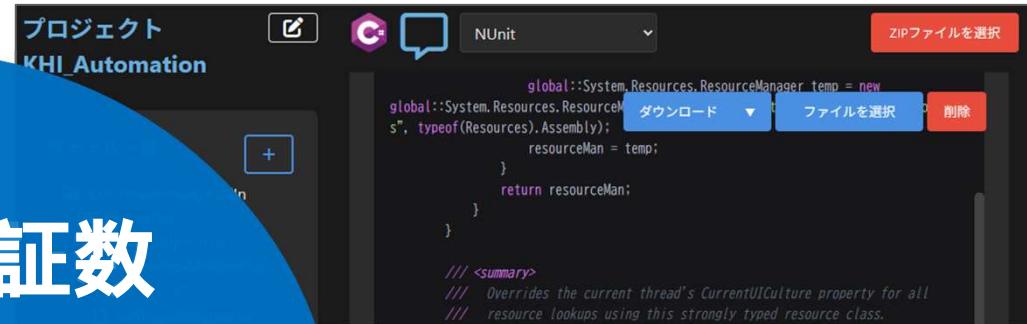 プロジェクト
KHI_Automation
NUnit
ZIPファイルを選択
ダウンロード ▼
ファイルを選択
削除
+
証数
global::System.Resources.ResourceManager temp = new
global::System.Resources.ResourceM
s", typeof(Resources).Assembly);
resourceMan = temp;
}
return resourceMan;
}
}
/// <summary>
/// Overrides the current thread's CurrentUICulture property for all
/// resource lookups using this strongly typed resource class.